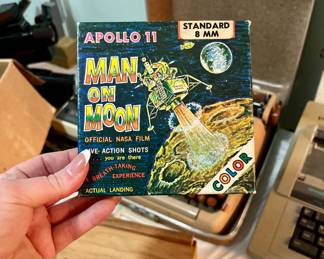 APOLLO 11
STANDARD
8 MM
MAN
ON
MOON
OFFICIAL NASA FILM
ACTION SHOTS
you are there
BREATH-TAKING
EXPERIENCE
ACTUAL LANDING
COLOR